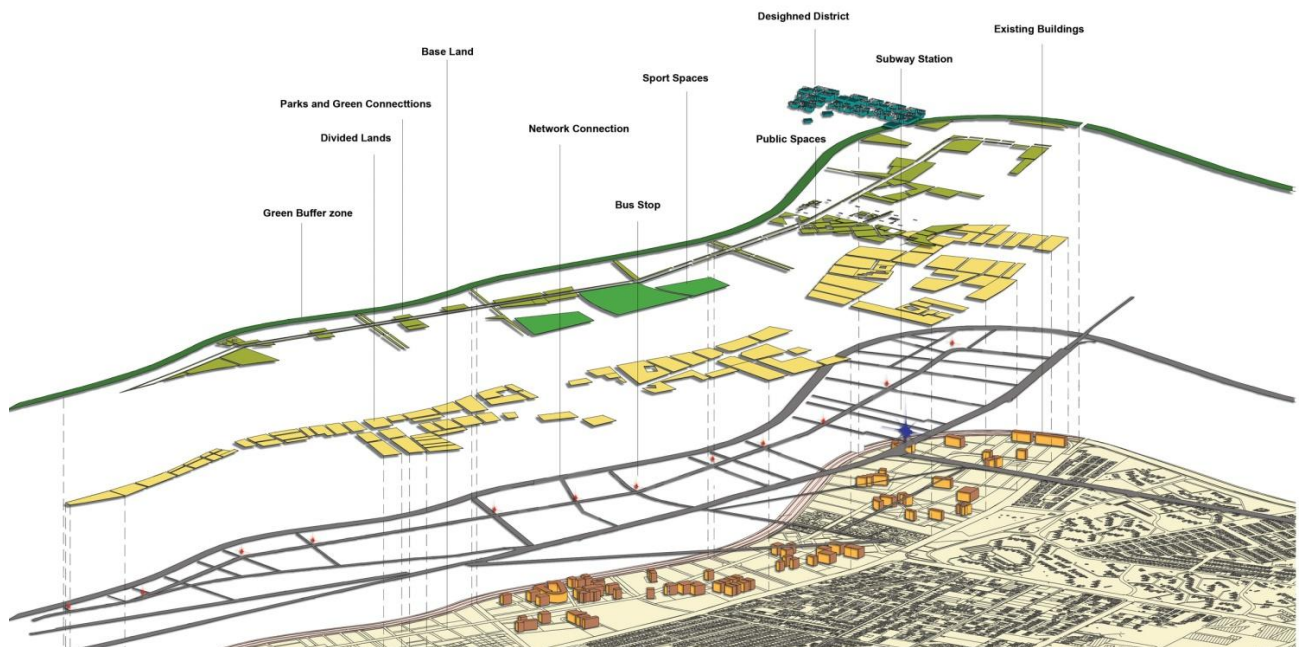 Desighned District
Existing Buildings
Base Land
Subway Station
Sport Spaces
Parks and Green Connecttions
Network Connection
Divided Lands
Public Spaces
Bus Stop
Green Buffer zone